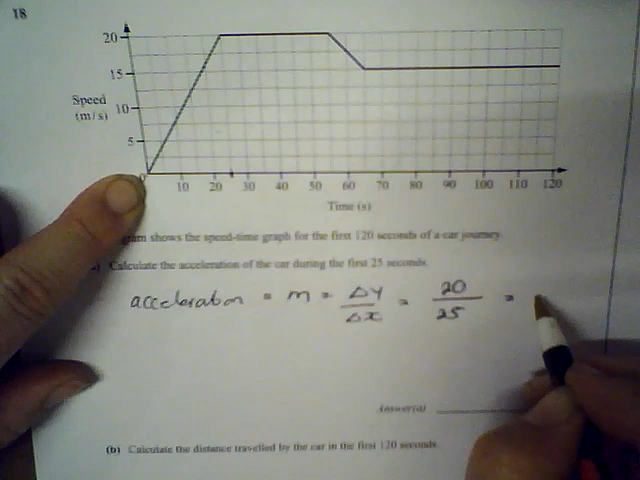 18
20
15
Speed
(m/s)
10
5
0
10 20 30 40 50 60 70 80 90 100 110 120
Time (s)
gram shows the speed-time graph for the first 120 seconds of a car journey.
Calculate the acceleration of the car during the first 25 seconds.
acceleration = m = ΔY/Δx = 20/25 =
Answer(a)
(b) Calculate the distance travelled by the car in the first 120 seconds.